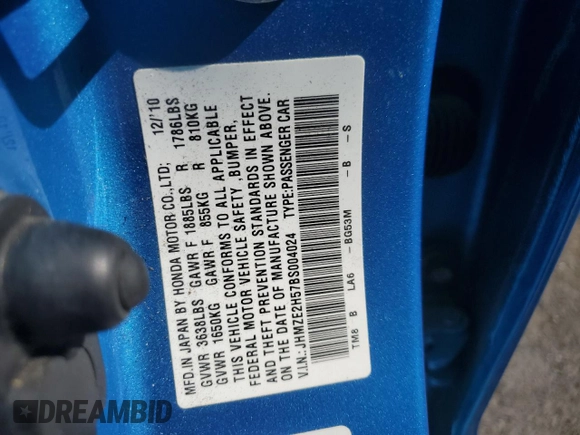 MFD.IN JAPAN BY HONDA MOTOR CO.,LTD; 12/'10
GVWR 3638LBS GAWR F 1885LBS R 1786LBS
GVWR 1650KG GAWR F 855KG R 810KG
THIS VEHICLE CONFORMS TO ALL APPLICABLE
FEDERAL MOTOR VEHICLE SAFETY ,BUMPER,
AND THEFT PREVENTION STANDARDS IN EFFECT
ON THE DATE OF MANUFACTURE SHOWN ABOVE.
V.I.N.: JHMZE2H57BS004024 TYPE:PASSENGER CAR
TM8 B LA6 -BG53M -B -S
DREAMBID